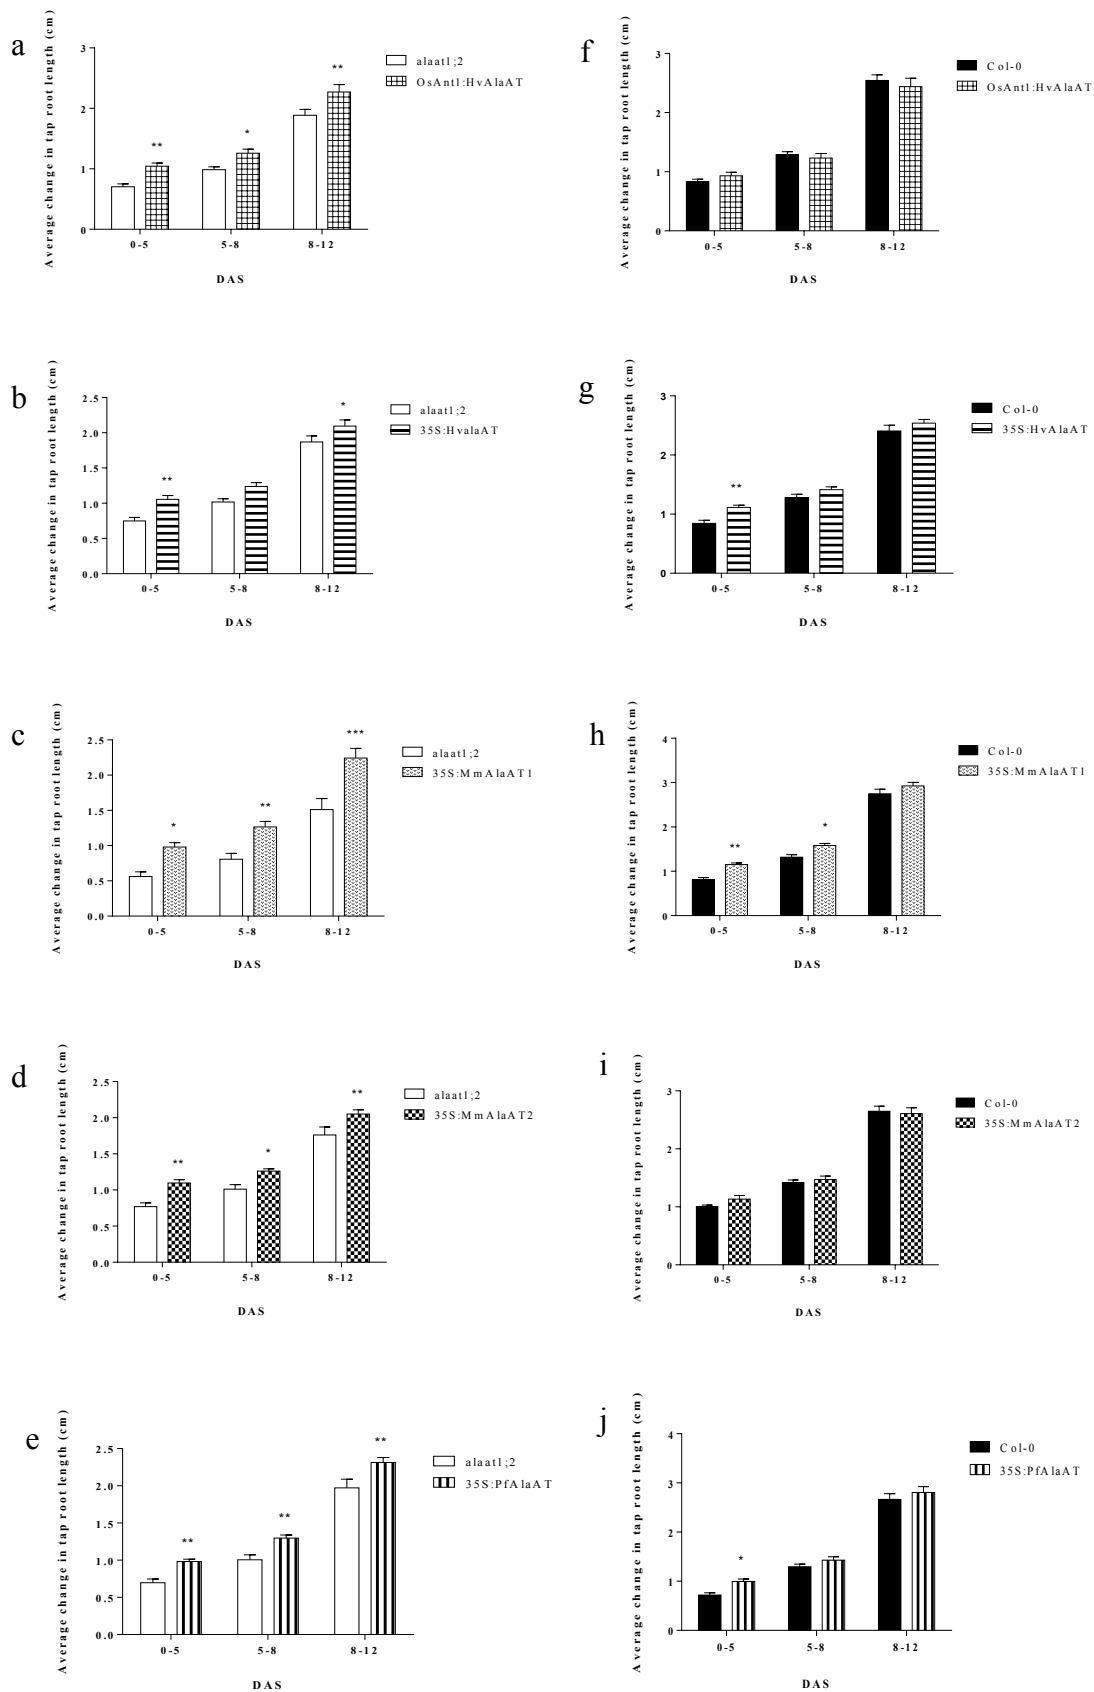 a
Average change in tap root length (cm)
3
2
1
0
** * **
0-5 5-8 8-12
DAS
alaat1;2
OsAnt1:HvAlaAT
f
Average change in tap root length (cm)
3
2
1
0
0-5 5-8 8-12
DAS
Col-0
OsAnt1:HvAlaAT
b
Average change in tap root length (cm)
2.5
2.0
1.5
1.0
0.5
0.0
** *
0-5 5-8 8-12
DAS
alaat1;2
35S:HvalaAT
g
Average change in tap root length (cm)
3
2
1
0
**
0-5 5-8 8-12
DAS
Col-0
35S:HvAlaAT
c
Average change in tap root length (cm)
2.5
2.0
1.5
1.0
0.5
0.0
* ** ***
0-5 5-8 8-12
DAS
alaat1;2
35S:MmAlaAT1
h
Average change in tap root length (cm)
4
3
2
1
0
** *
0-5 5-8 8-12
DAS
Col-0
35S:MmAlaAT1
d
Average change in tap root length (cm)
2.5
2.0
1.5
1.0
0.5
0.0
** * **
0-5 5-8 8-12
DAS
alaat1;2
35S:MmAlaAT2
i
Average change in tap root length (cm)
3
2
1
0
0-5 5-8 8-12
DAS
Col-0
35S:MmAlaAT2
e
Average change in tap root length (cm)
2.5
2.0
1.5
1.0
0.5
0.0
** ** **
0-5 5-8 8-12
DAS
alaat1;2
35S:PfAlaAT
j
Average change in tap root length (cm)
4
3
2
1
0
*
0-5 5-8 8-12
DAS
Col-0
35S:PfAlaAT